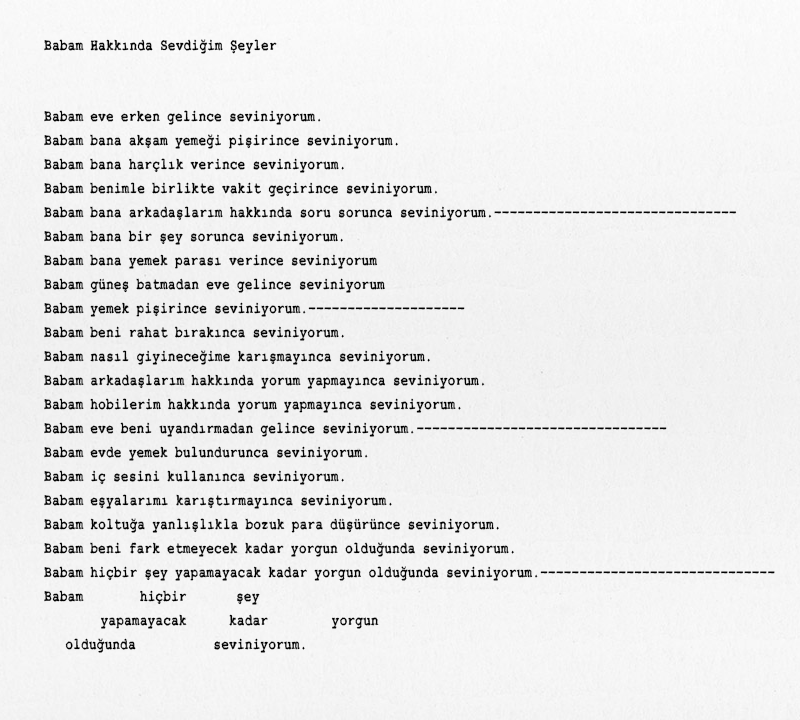 Babam Hakkında Sevdiğim Şeyler
Babam eve erken gelince seviniyorum.
Babam bana akşam yemeği pişirince seviniyorum.
Babam bana harçlık verince seviniyorum.
Babam benimle birlikte vakit geçirince seviniyorum.
Babam bana arkadaşlarım hakkında soru sorunca seviniyorum.-------------------------------
Babam bana bir şey sorunca seviniyorum.
Babam bana yemek parası verince seviniyorum
Babam güneş batmadan eve gelince seviniyorum
Babam yemek pişirince seviniyorum.--------------------
Babam beni rahat bırakınca seviniyorum.
Babam nasıl giyineceğime karışmayınca seviniyorum.
Babam arkadaşlarım hakkında yorum yapmayınca seviniyorum.
Babam hobilerim hakkında yorum yapmayınca seviniyorum.
Babam eve beni uyandırmadan gelince seviniyorum.--------------------------------
Babam evde yemek bulundurunca seviniyorum.
Babam iç sesini kullanınca seviniyorum.
Babam eşyalarımı karıştırmayınca seviniyorum.
Babam koltuğa yanlışlıkla bozuk para düşürünce seviniyorum.
Babam beni fark etmeyecek kadar yorgun olduğunda seviniyorum.
Babam hiçbir şey yapamayacak kadar yorgun olduğunda seviniyorum.------------------------------
Babam hiçbir şey
yapamayacak kadar yorgun
olduğunda seviniyorum.